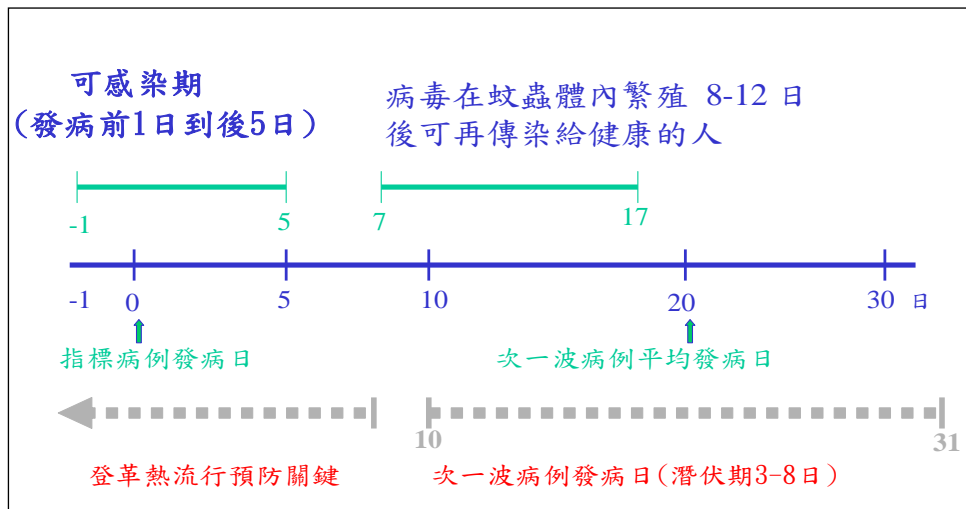 可感染期
(發病前1日到後5日)
病毒在蚊蟲體內繁殖 8-12 日
後可再傳染給健康的人
-1 5 7 17
-1 0 5 10 20 30 日
指標病例發病日
次一波病例平均發病日
10 31
登革熱流行預防關鍵
次一波病例發病日(潛伏期3-8日)